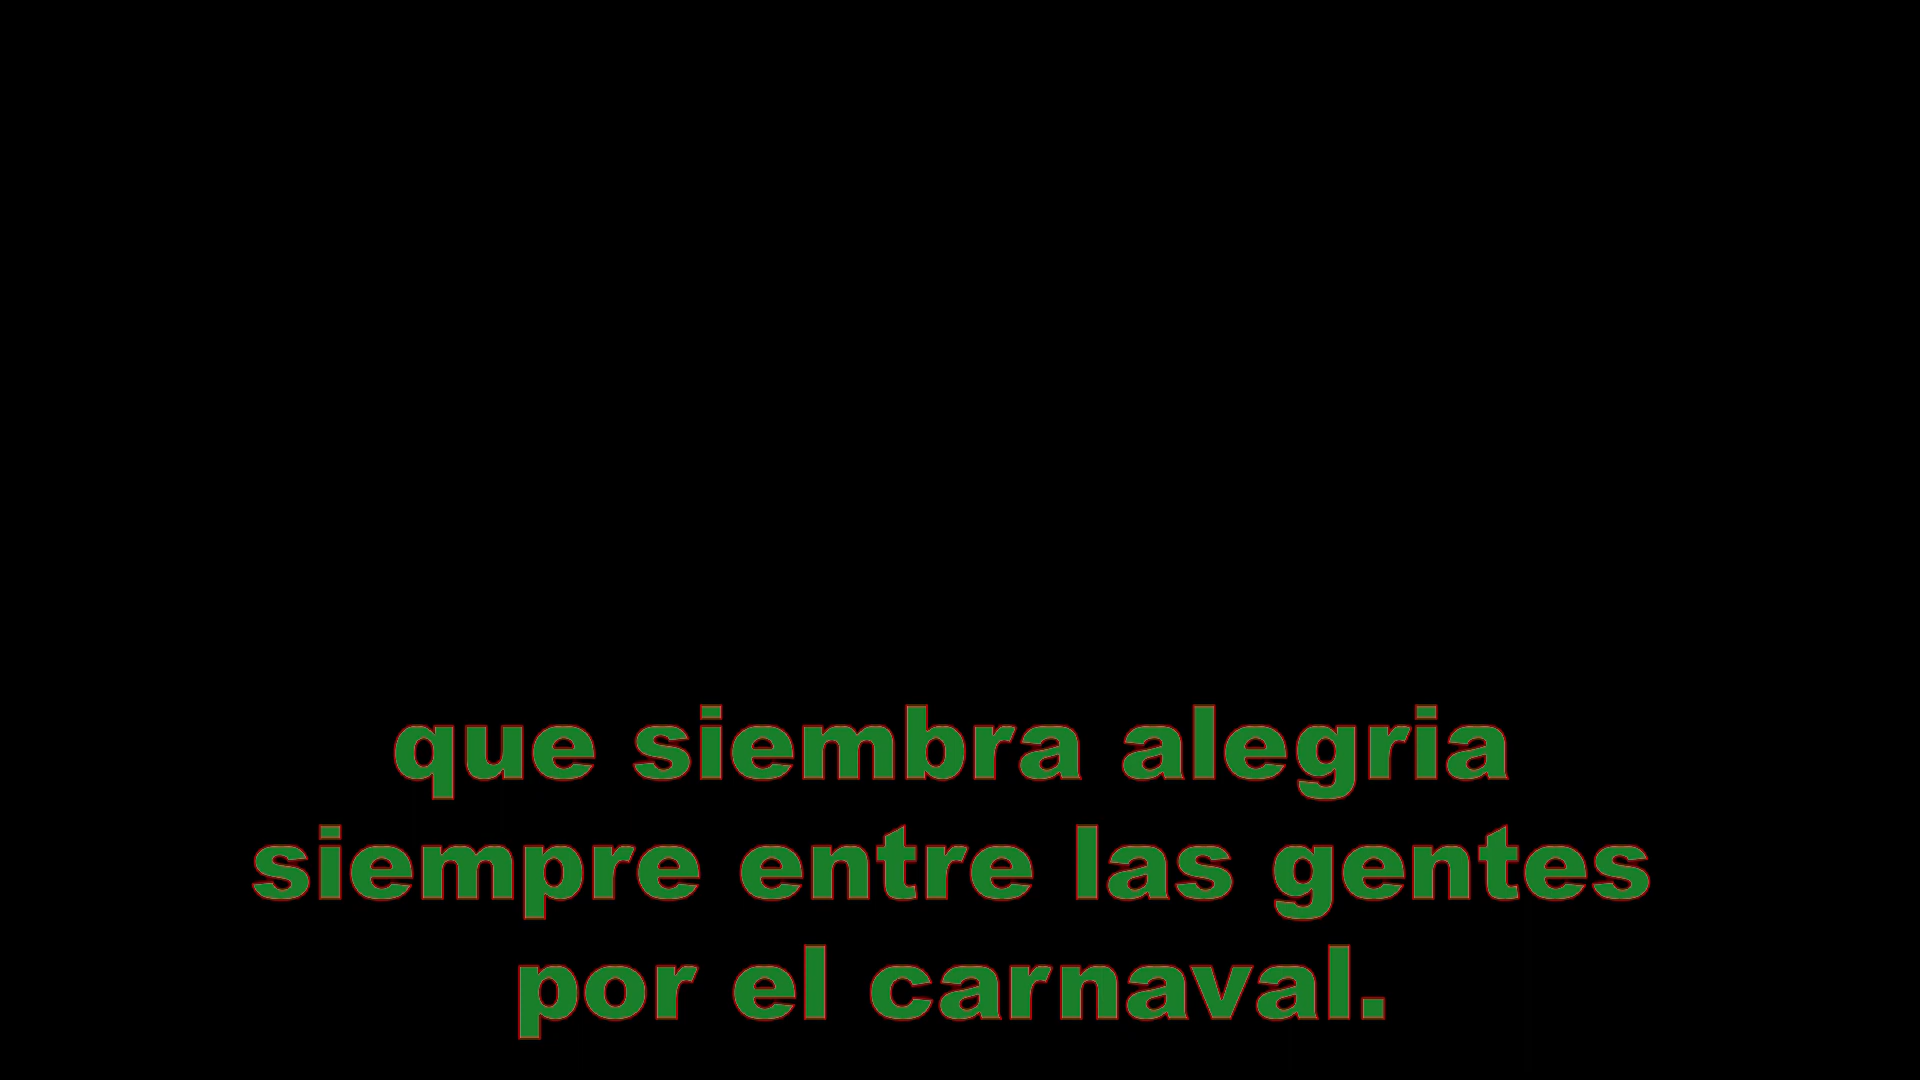 que siembra alegria
siempre entre las gentes
por el carnaval.